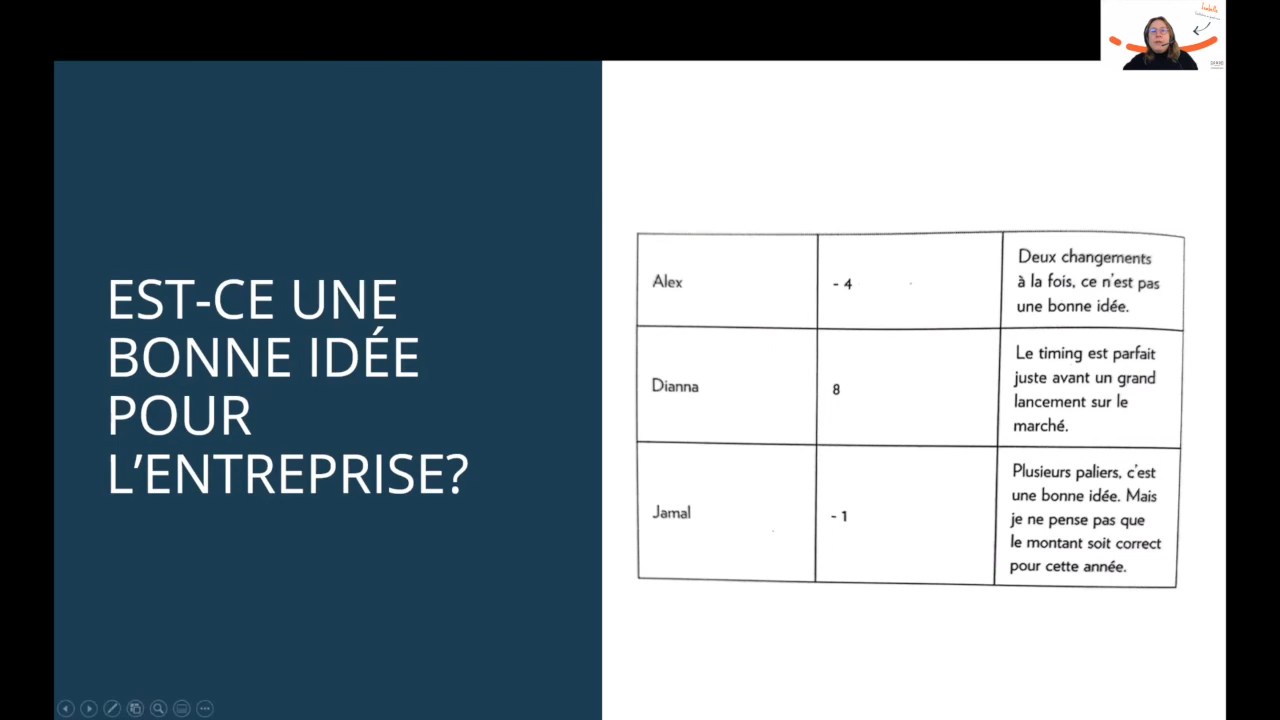 Isabelle
EST-CE UNE
BONNE IDÉE
POUR
L’ENTREPRISE?
Alex
- 4
Deux changements
à la fois, ce n’est pas
une bonne idée.
Dianna
8
Le timing est parfait
juste avant un grand
lancement sur le
marché.
Jamal
- 1
Plusieurs paliers, c’est
une bonne idée. Mais
je ne pense pas que
le montant soit correct
pour cette année.